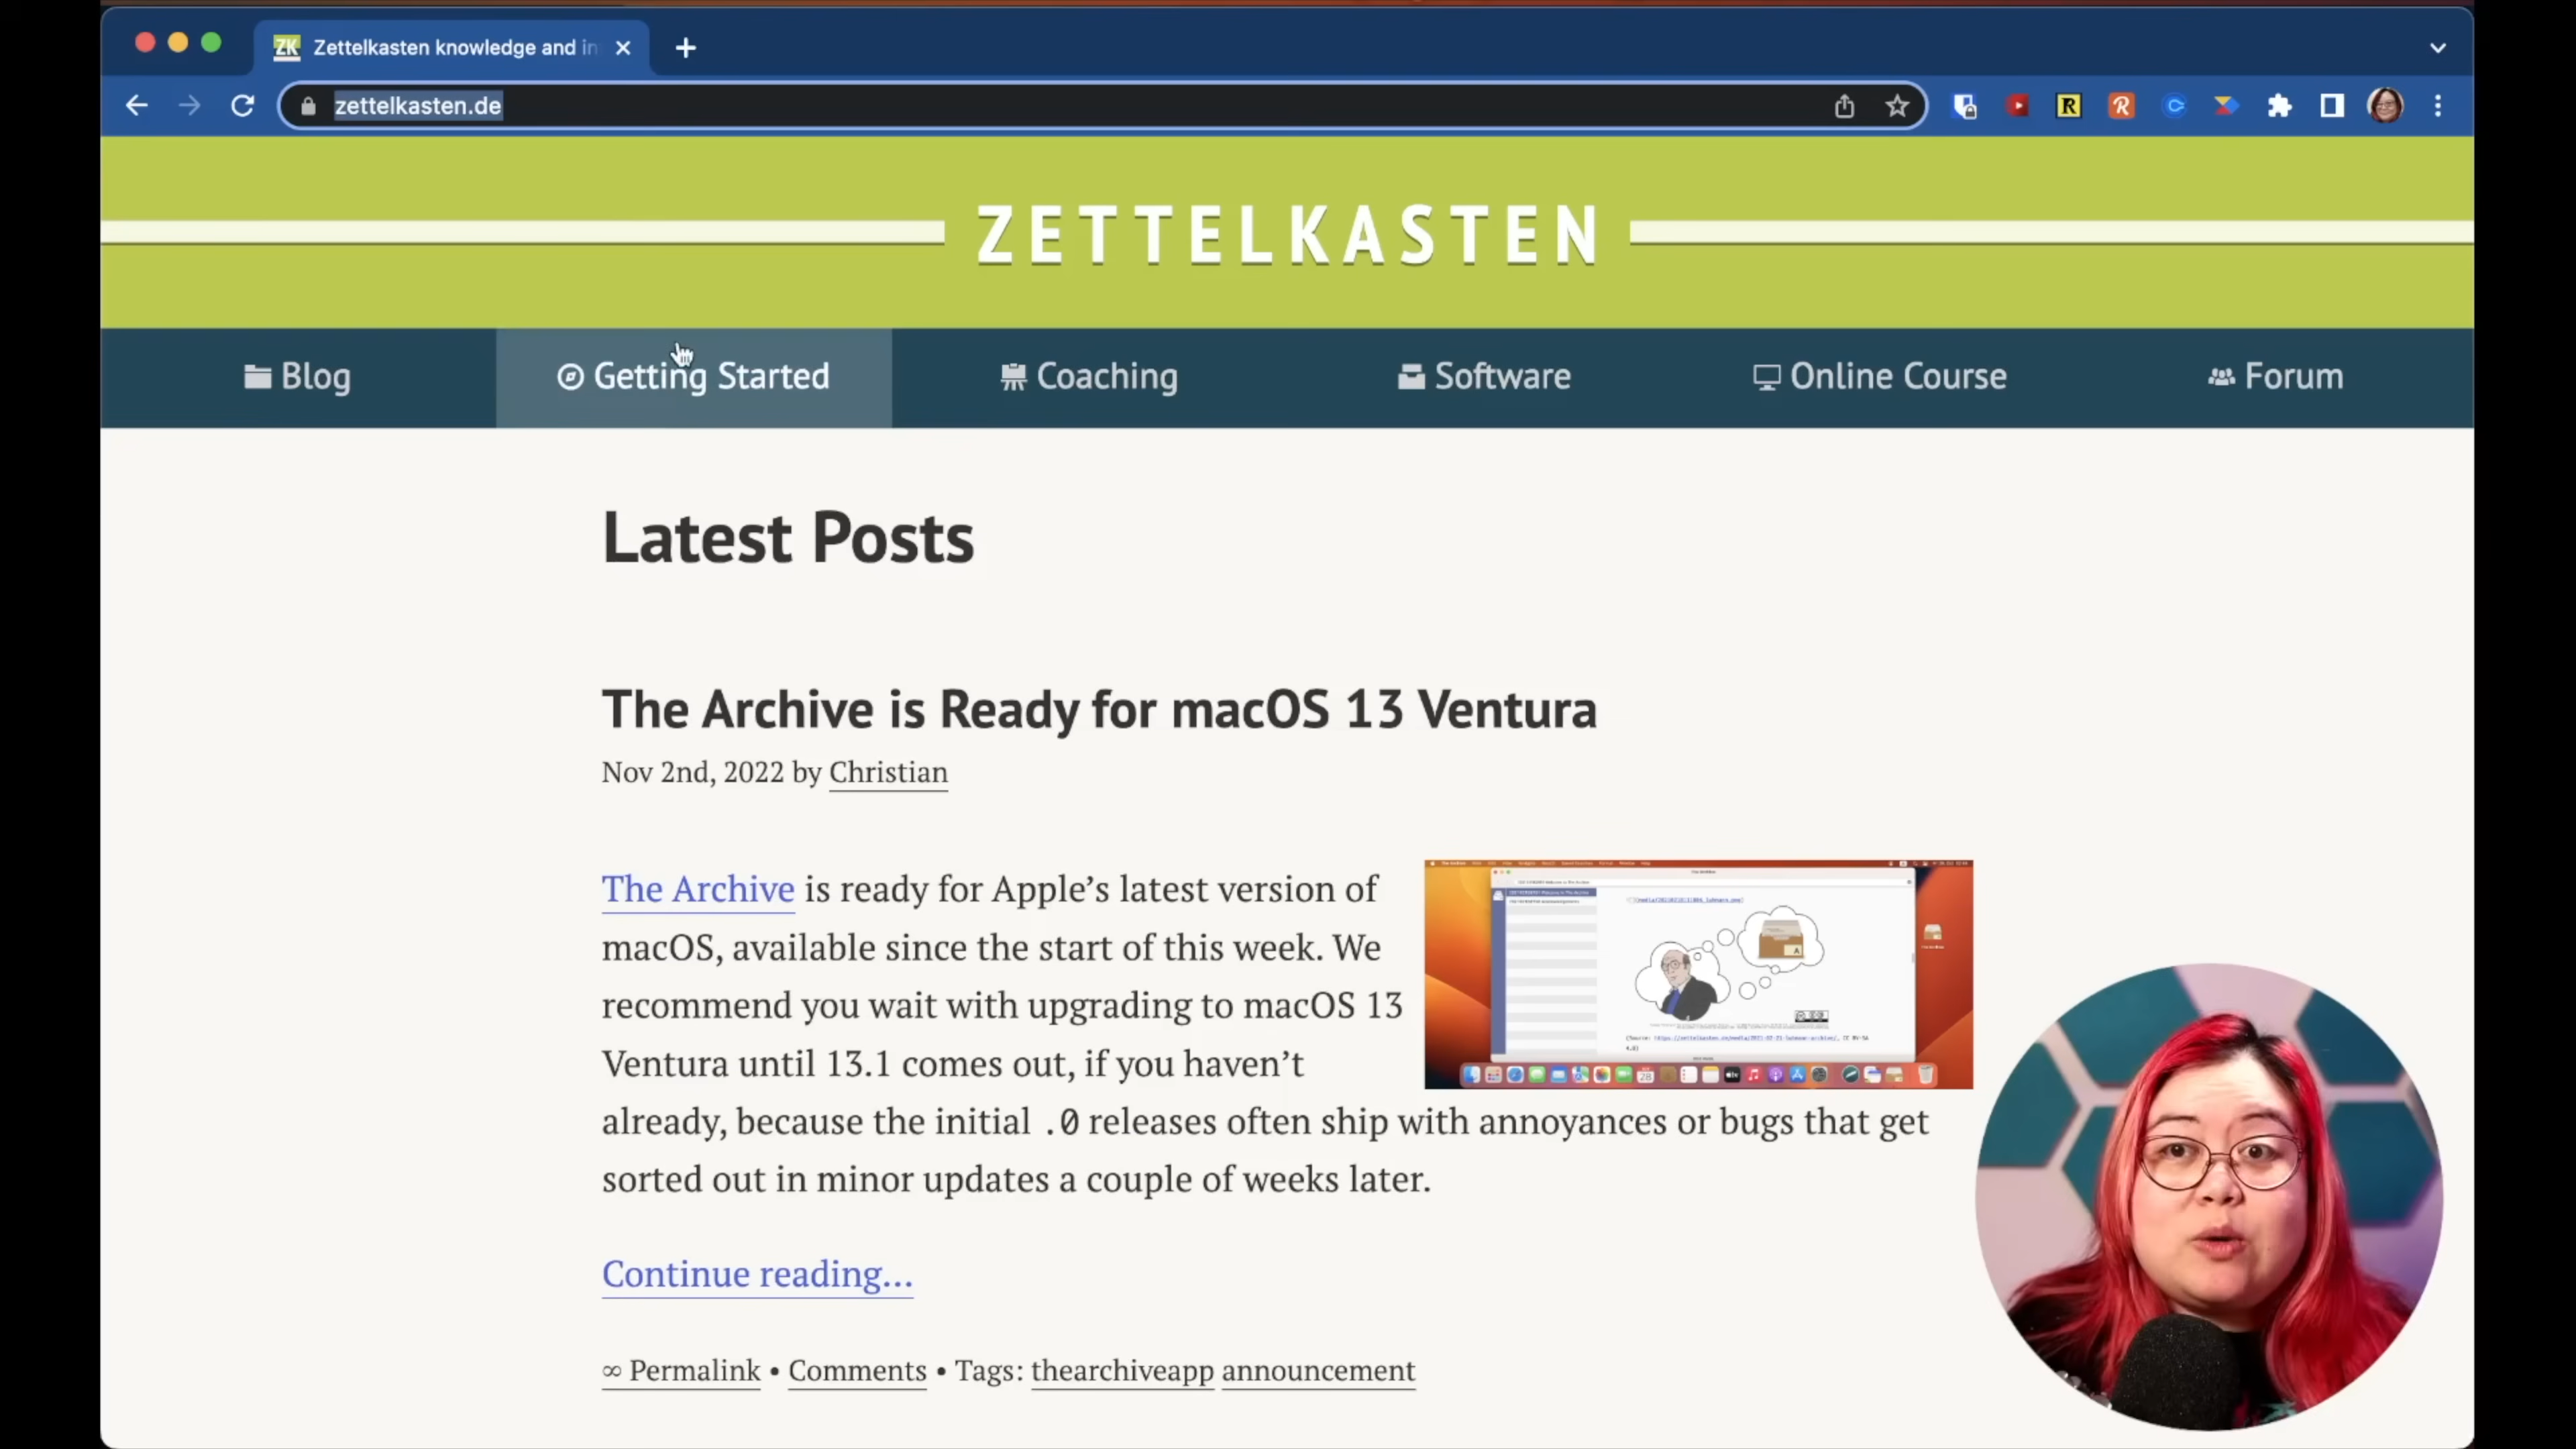 ZK Zettelkasten knowledge and in
zettelkasten.de
ZETTELKASTEN
Blog
Getting Started
Coaching
Software
Online Course
Forum
Latest Posts
The Archive is Ready for macOS 13 Ventura
Nov 2nd, 2022 by Christian
The Archive is ready for Apple’s latest version of
macOS, available since the start of this week. We
recommend you wait with upgrading to macOS 13
Ventura until 13.1 comes out, if you haven’t
already, because the initial .0 releases often ship with annoyances or bugs that get
sorted out in minor updates a couple of weeks later.
Continue reading...
∞ Permalink • Comments • Tags: thearchiveapp announcement